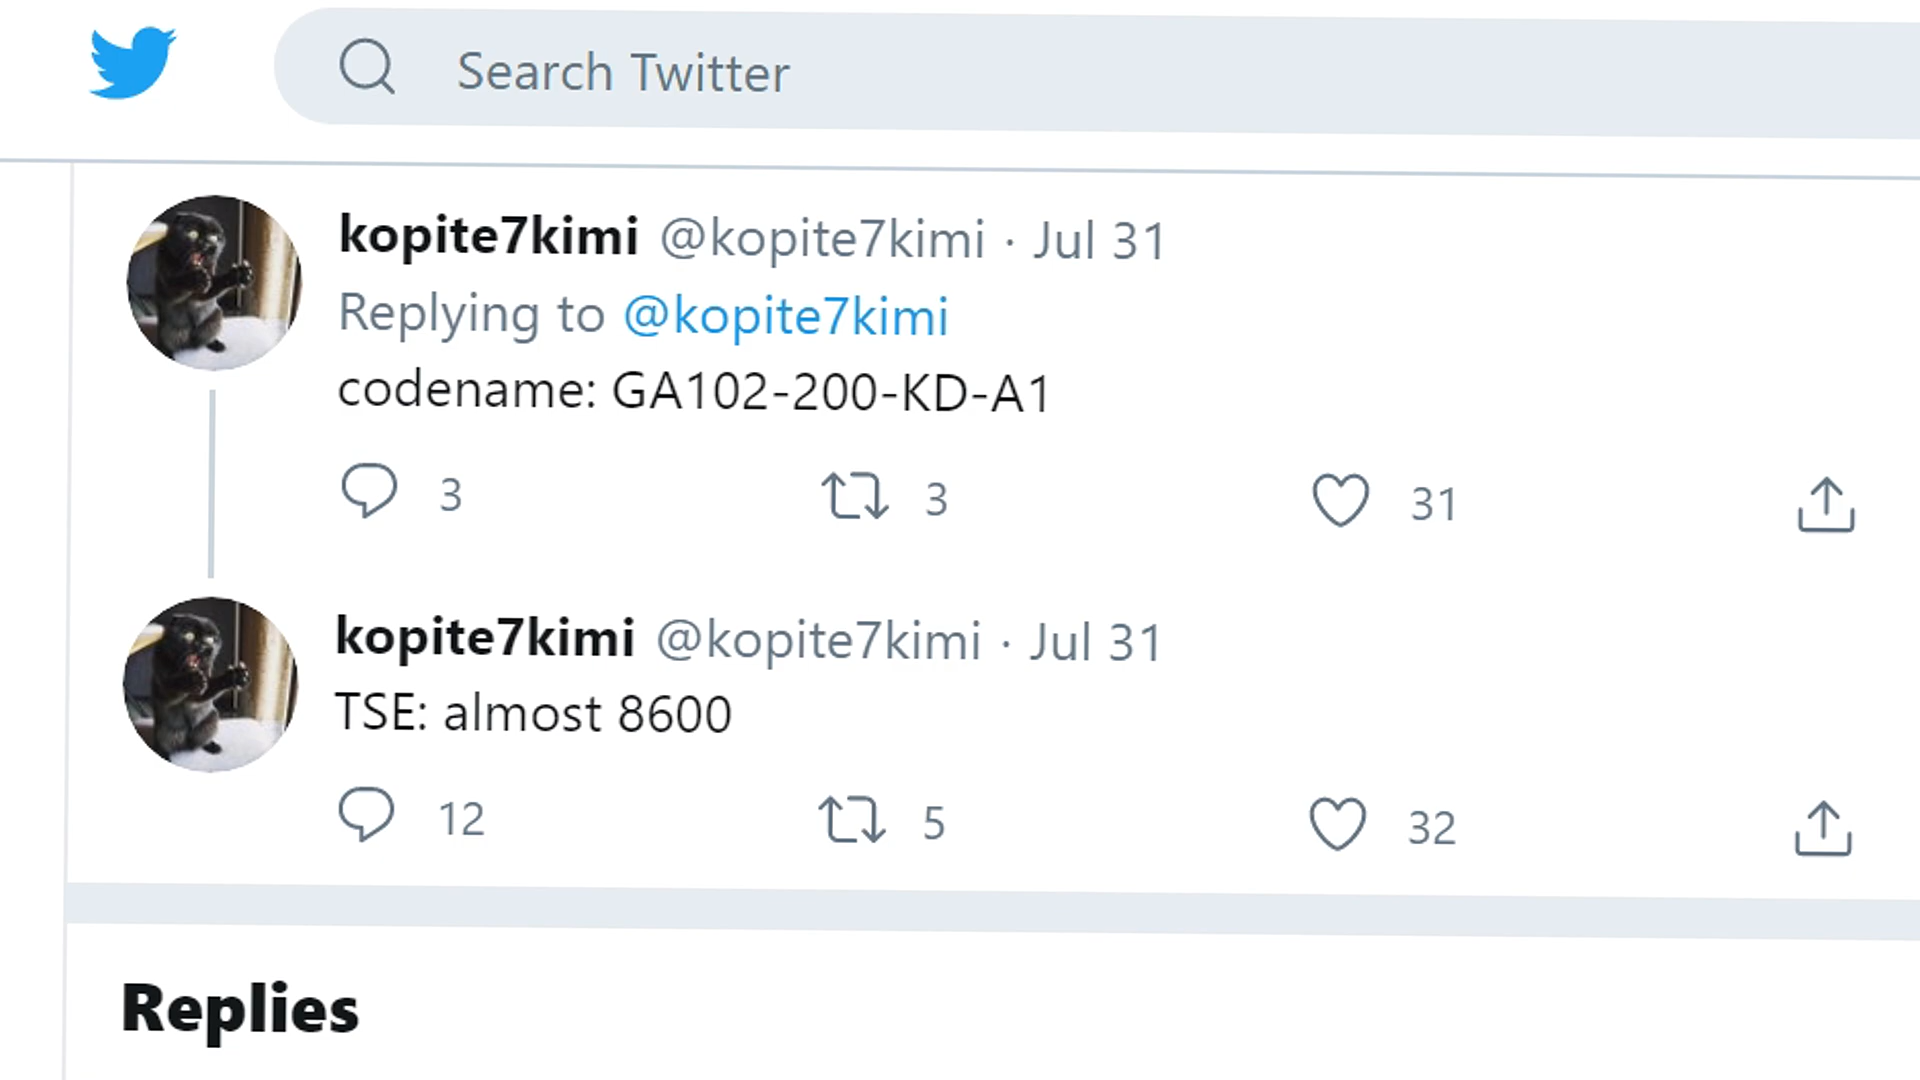 Search Twitter
kopite7kimi @kopite7kimi · Jul 31
Replying to @kopite7kimi
codename: GA102-200-KD-A1
3 3 31
kopite7kimi @kopite7kimi · Jul 31
TSE: almost 8600
12 5 32
Replies